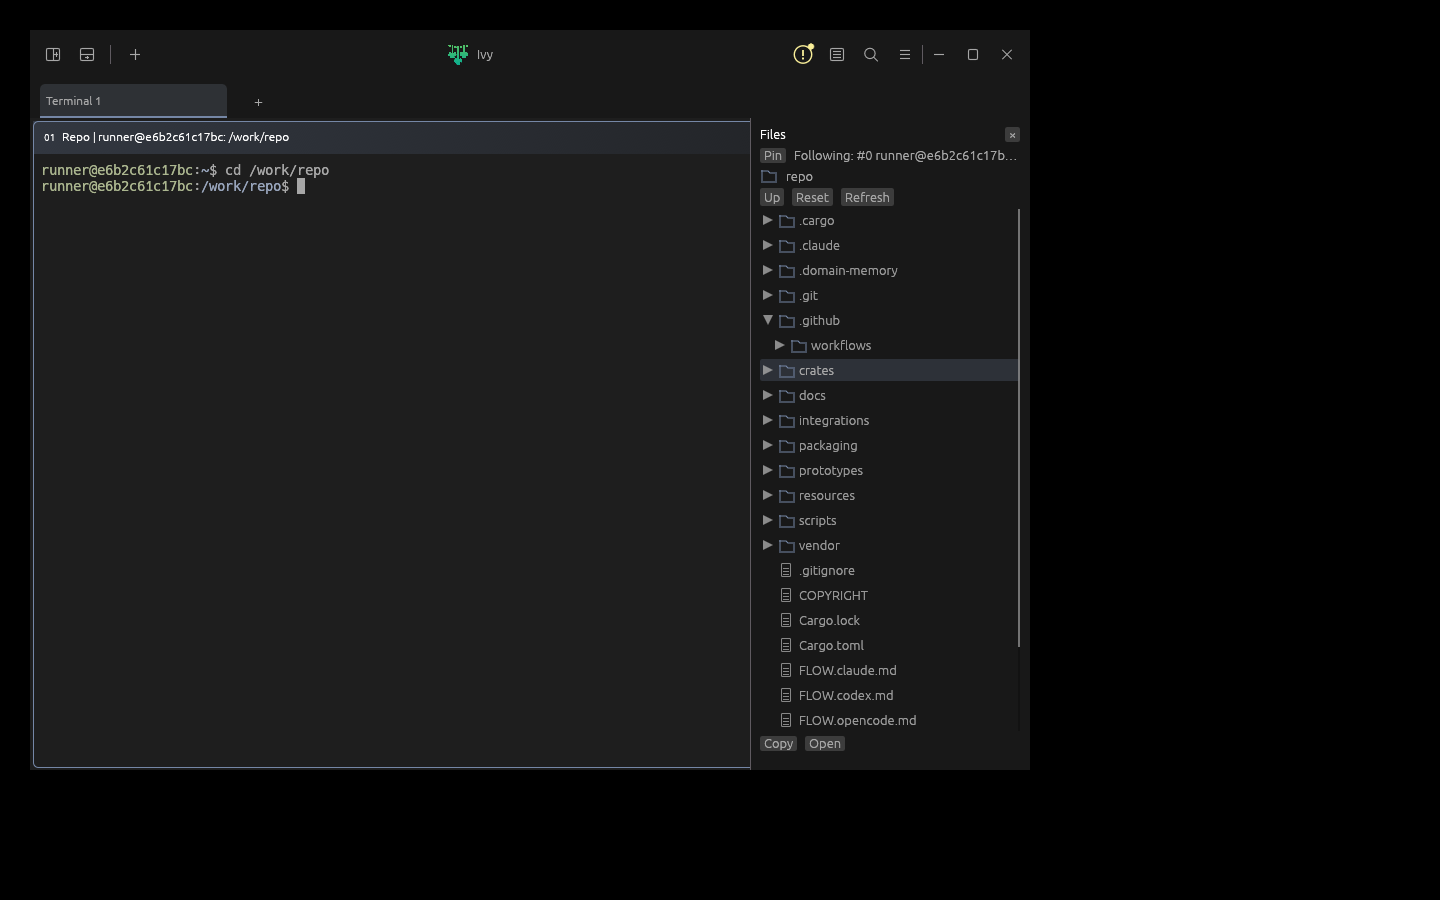 Ivy
Terminal 1
01 Repo | runner@e6b2c61c17bc: /work/repo
runner@e6b2c61c17bc:~$ cd /work/repo
runner@e6b2c61c17bc:/work/repo$
Files
Pin Following: #0 runner@e6b2c61c17b...
repo
Up Reset Refresh
.cargo
.claude
.domain-memory
.git
.github
workflows
crates
docs
integrations
packaging
prototypes
resources
scripts
vendor
.gitignore
COPYRIGHT
Cargo.lock
Cargo.toml
FLOW.claude.md
FLOW.codex.md
FLOW.opencode.md
Copy Open